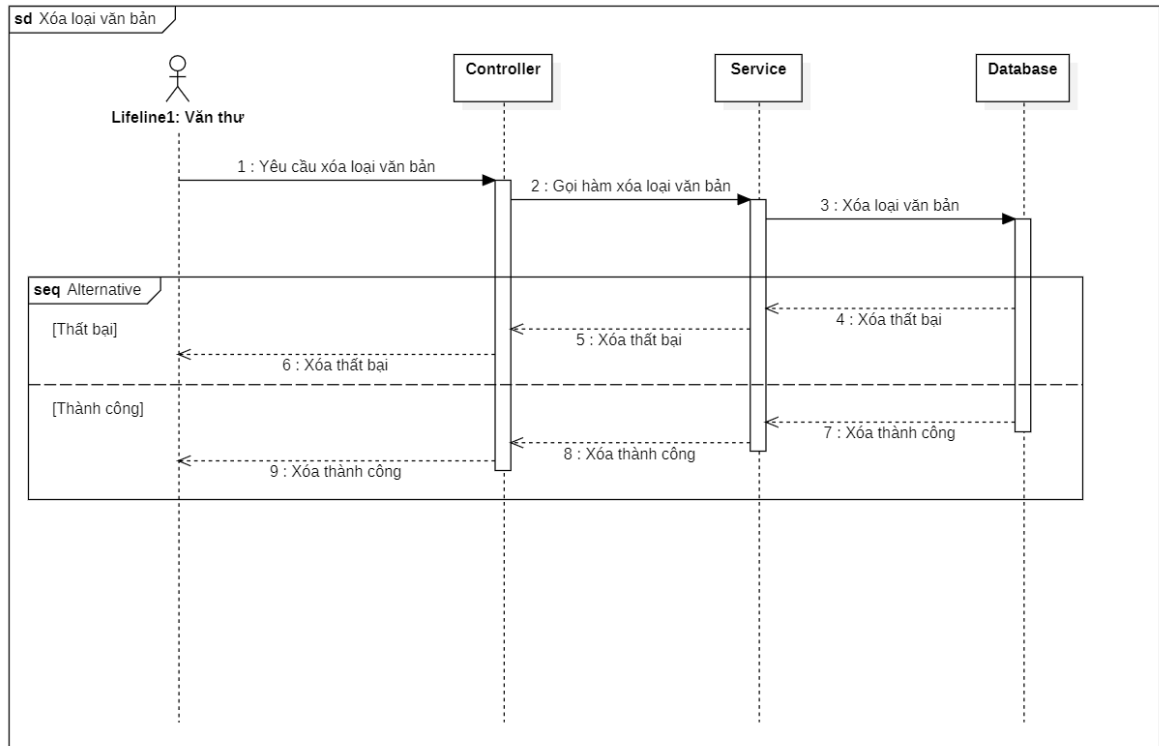 sd Xóa loại văn bản
Lifeline1: Văn thư
Controller
Service
Database
1 : Yêu cầu xóa loại văn bản
2 : Gọi hàm xóa loại văn bản
3 : Xóa loại văn bản
seq Alternative
[Thất bại]
4 : Xóa thất bại
5 : Xóa thất bại
6 : Xóa thất bại
[Thành công]
7 : Xóa thành công
8 : Xóa thành công
9 : Xóa thành công